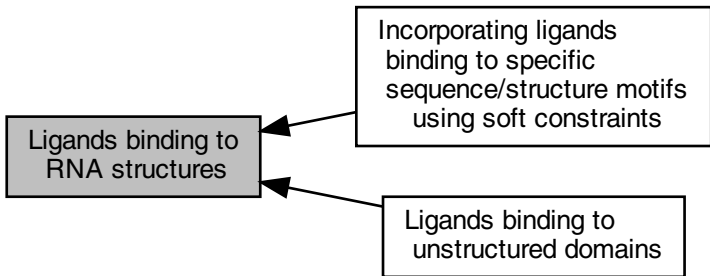 Ligands binding to
RNA structures
Incorporating ligands
binding to specific
sequence/structure motifs
using soft constraints
Ligands binding to
unstructured domains